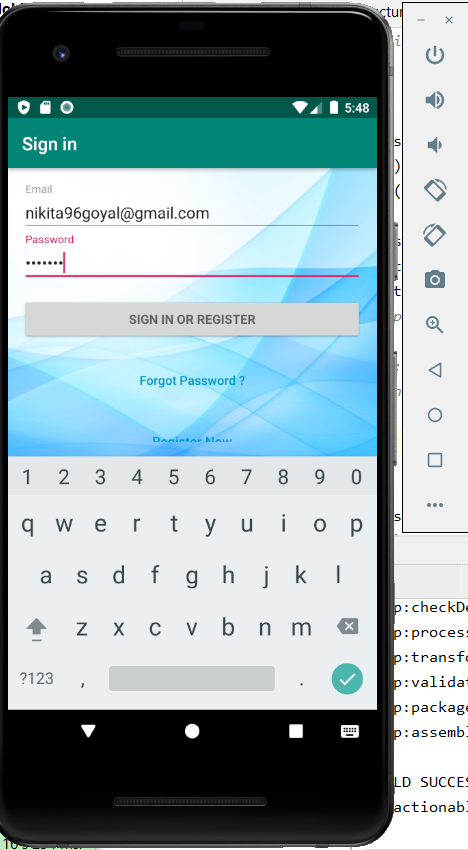 5:48
Sign in
Email
nikita96goyal@gmail.com
Password
•••••••
SIGN IN OR REGISTER
Forgot Password ?
Register Now
1 2 3 4 5 6 7 8 9 0
q w e r t y u i o p
a s d f g h j k l
z x c v b n m
?123 , .
p:checkDe
p:process
p:transfo
p:validat
p:package
p:assembl
LD SUCCES
actionabl